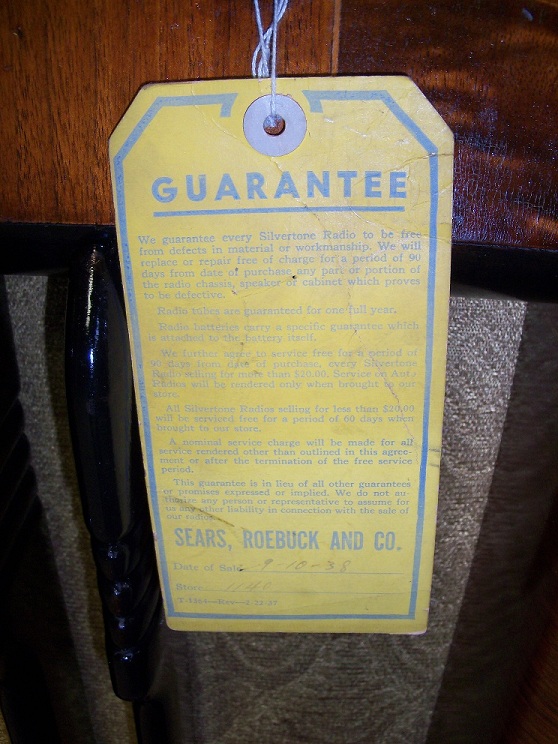 GUARANTEE
We guarantee every Silvertone Radio to be free
from defects in material or workmanship. We will
replace or repair free of charge for a period of 90
days from date of purchase any part or portion of
the radio chassis, speaker or cabinet which proves
to be defective.
Radio tubes are guaranteed for one full year.
Radio batteries carry a specific guarantee which
is attached to the battery itself.
We further agree to service free for a period of
90 days from date of purchase, every Silvertone
Radio selling for more than $20.00. Service on Auto
Radios will be rendered only when brought to our
store.
All Silvertone Radios selling for less than $20.00
will be serviced free for a period of 60 days when
brought to our store.
A nominal service charge will be made for all
service rendered other than outlined in this agree-
ment or after the termination of the free service
period.
This guarantee is in lieu of all other guarantees
or promises expressed or implied. We do not au-
thorize any person or representative to assume for
us any other liability in connection with the sale of
our radios.
SEARS, ROEBUCK AND CO.
Date of Sale 9-10-38
Store 1140